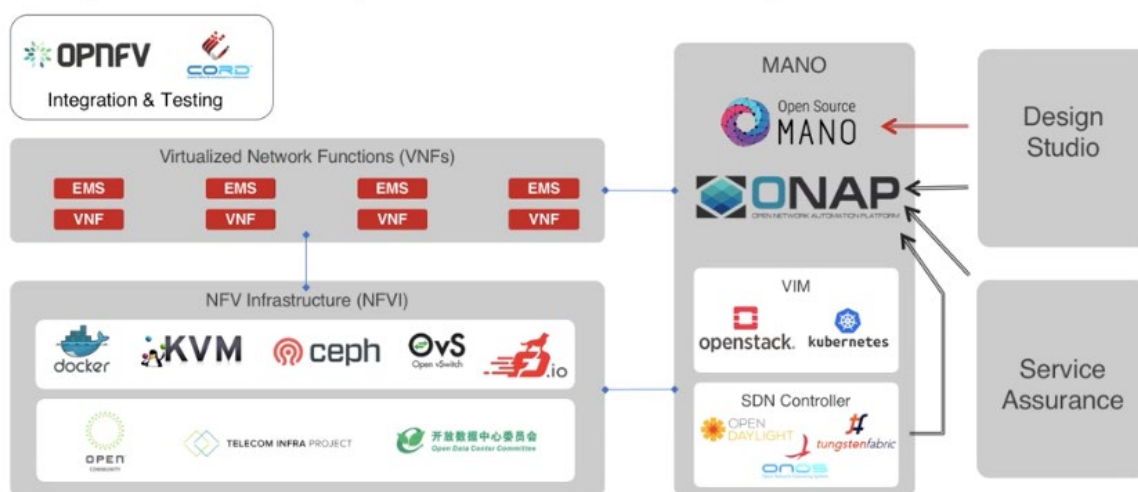 OPNFV
CORD
Integration & Testing
Virtualized Network Functions (VNFs)
EMS
EMS
EMS
EMS
VNF
VNF
VNF
VNF
NFV Infrastructure (NFVI)
docker
KVM
ceph
OvS
Open vSwitch
.io
OPEN
TELECOM INFRA PROJECT
开放数据中心委员会
Open Data Center Committee
MANO
Open Source
MANO
ONAP
OPEN NETWORK AUTOMATION PLATFORM
VIM
openstack.
kubernetes
SDN Controller
OPEN
DAYLIGHT
tungstenfabric
onos
Design
Studio
Service
Assurance